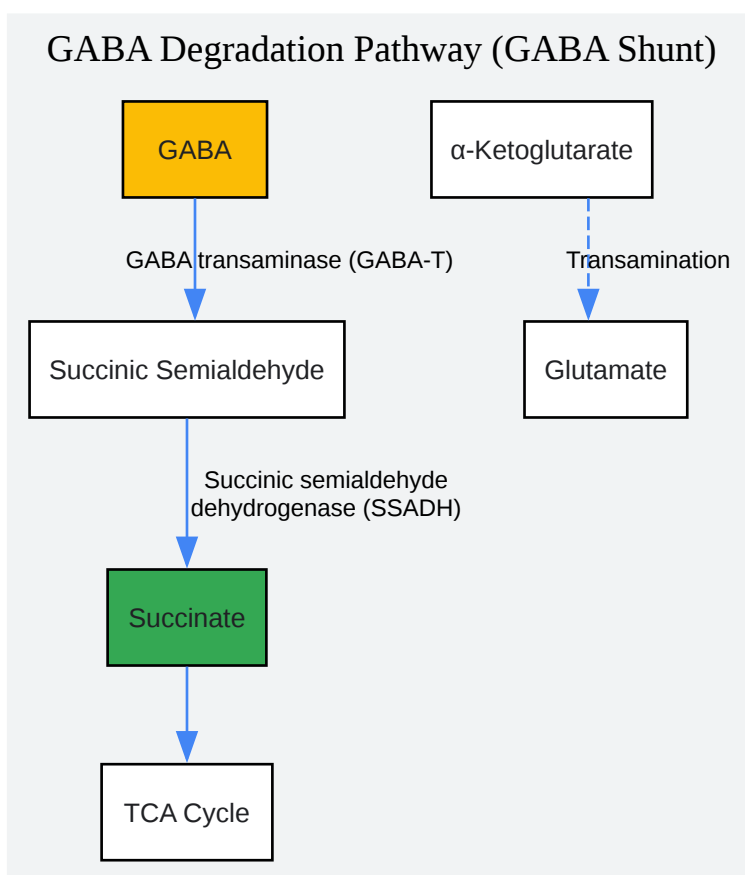 GABA Degradation Pathway (GABA Shunt)
GABA
α-Ketoglutarate
GABA transaminase (GABA-T)
Transamination
Succinic Semialdehyde
Glutamate
Succinic semialdehyde
dehydrogenase (SSADH)
Succinate
TCA Cycle